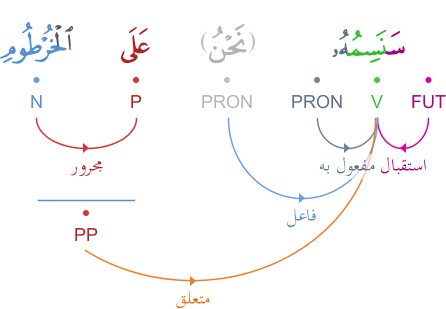 سَنَسِمُهُۥ (نَحْنُ) عَلَى ٱلْخُرْطُومِ
FUT V PRON PRON P N
استقبال مفعول به مجرور
فاعل
PP
متعلق